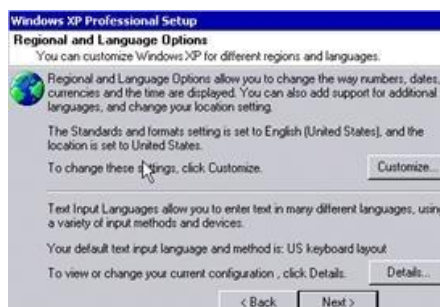 Windows XP Professional Setup
Regional and Language Options
You can customize Windows XP for different regions and languages.
Regional and Language Options allow you to change the way numbers, dates,
currencies and the time are displayed. You can also add support for additional
languages, and change your location setting.
The Standards and formats setting is set to English (United States), and the
location is set to United States.
To change these settings, click Customize.
Customize...
Text Input Languages allow you to enter text in many different languages, usin
a variety of input methods and devices.
Your default text input language and method is: US keyboard layout
To view or change your current configuration , click Details.
Details...
< Back
Next >